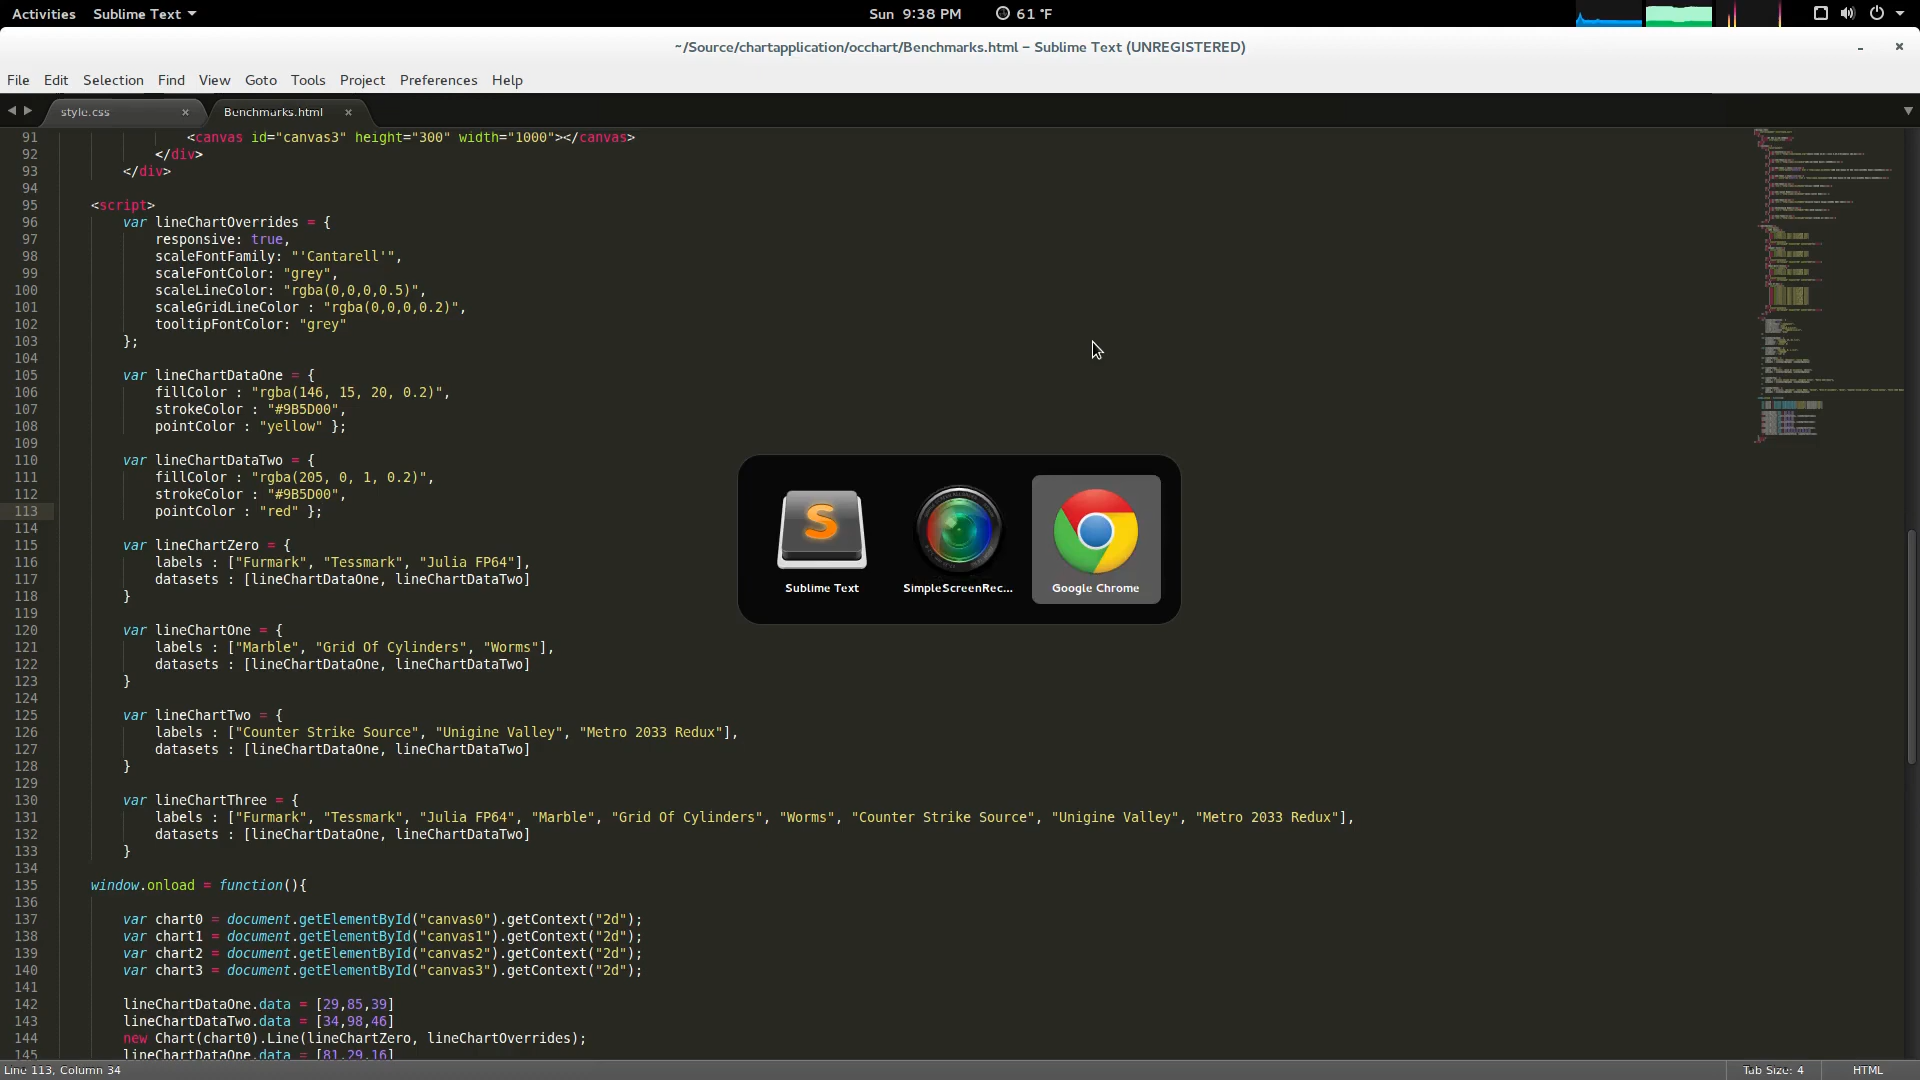 Activities Sublime Text Sun 9:38 PM 61 °F
~/Source/chartapplication/occhart/Benchmarks.html – Sublime Text (UNREGISTERED)
File Edit Selection Find View Goto Tools Project Preferences Help
style.css Benchmarks.html
91 <canvas id="canvas3" height="300" width="1000"></canvas>
92 </div>
93 </div>
94
95 <script>
96 var lineChartOverrides = {
97 responsive: true,
98 scaleFontFamily: "'Cantarell'",
99 scaleFontColor: "grey",
100 scaleLineColor: "rgba(0,0,0,0.5)",
101 scaleGridLineColor : "rgba(0,0,0,0.2)",
102 tooltipFontColor: "grey"
103 };
104
105 var lineChartDataOne = {
106 fillColor : "rgba(146, 15, 20, 0.2)",
107 strokeColor : "#9B5D00",
108 pointColor : "yellow" };
109
110 var lineChartDataTwo = {
111 fillColor : "rgba(205, 0, 1, 0.2)",
112 strokeColor : "#9B5D00",
113 pointColor : "red" };
114
115 var lineChartZero = {
116 labels : ["Furmark", "Tessmark", "Julia FP64"],
117 datasets : [lineChartDataOne, lineChartDataTwo]
118 }
119
120 var lineChartOne = {
121 labels : ["Marble", "Grid Of Cylinders", "Worms"],
122 datasets : [lineChartDataOne, lineChartDataTwo]
123 }
124
125 var lineChartTwo = {
126 labels : ["Counter Strike Source", "Unigine Valley", "Metro 2033 Redux"],
127 datasets : [lineChartDataOne, lineChartDataTwo]
128 }
129
130 var lineChartThree = {
131 labels : ["Furmark", "Tessmark", "Julia FP64", "Marble", "Grid Of Cylinders", "Worms", "Counter Strike Source", "Unigine Valley", "Metro 2033 Redux"],
132 datasets : [lineChartDataOne, lineChartDataTwo]
133 }
134
135 window.onload = function(){
136
137 var chart0 = document.getElementById("canvas0").getContext("2d");
138 var chart1 = document.getElementById("canvas1").getContext("2d");
139 var chart2 = document.getElementById("canvas2").getContext("2d");
140 var chart3 = document.getElementById("canvas3").getContext("2d");
141
142 lineChartDataOne.data = [29,85,39]
143 lineChartDataTwo.data = [34,98,46]
144 new Chart(chart0).Line(lineChartZero, lineChartOverrides);
145 lineChartDataOne.data = [81,29,16]
Sublime Text SimpleScreenRec... Google Chrome
Line 113, Column 34 Tab Size: 4 HTML